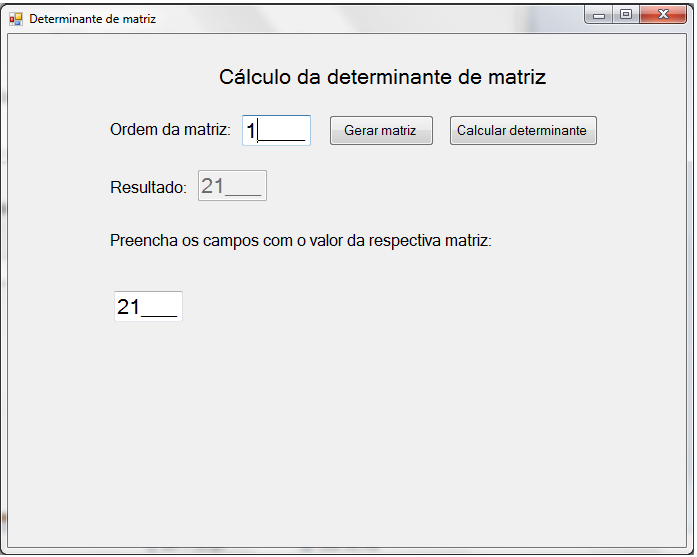 Determinante de matriz
Cálculo da determinante de matriz
Ordem da matriz: 1____ Gerar matriz Calcular determinante
Resultado: 21___
Preencha os campos com o valor da respectiva matriz:
21___